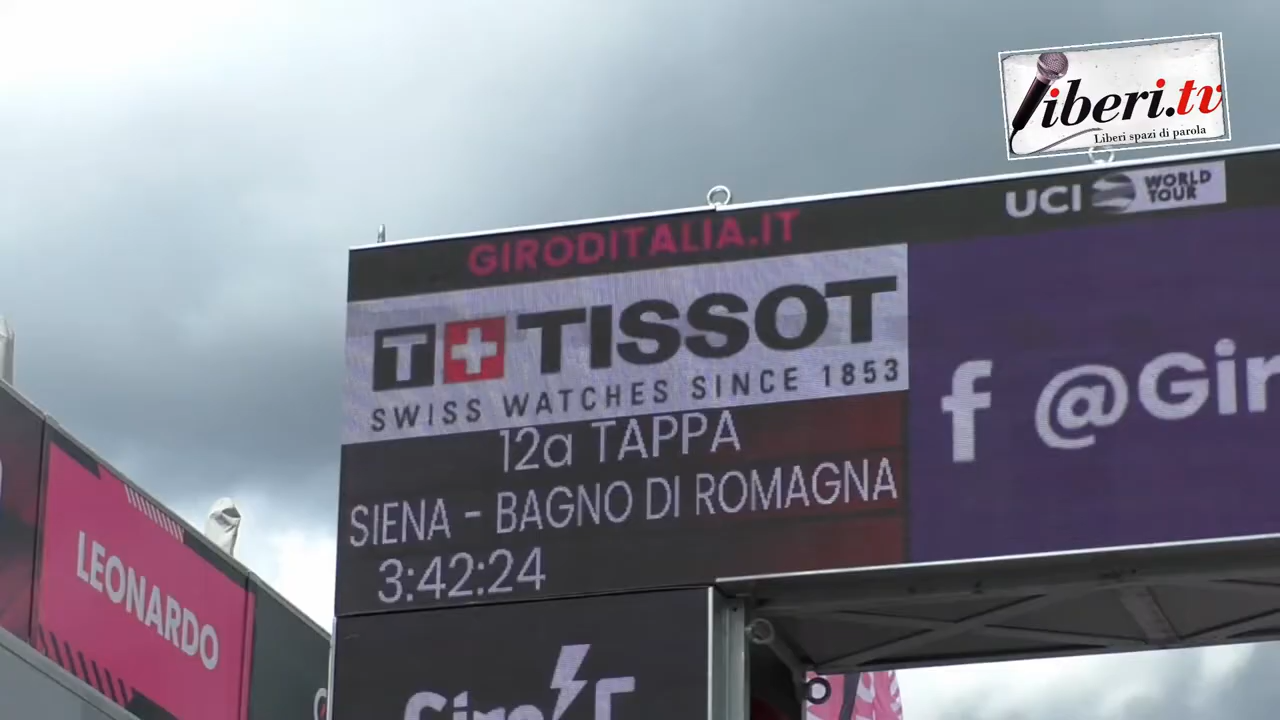 Liberi.tv
Liberi spazi di parola
UCI WORLD TOUR
GIRODITALIA.IT
T+ TISSOT
SWISS WATCHES SINCE 1853
12a TAPPA
SIENA - BAGNO DI ROMAGNA
3:42:24
f @Gir
LEONARDO
Giro E